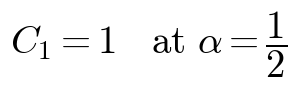 C₁ = 1 at α = 1/2